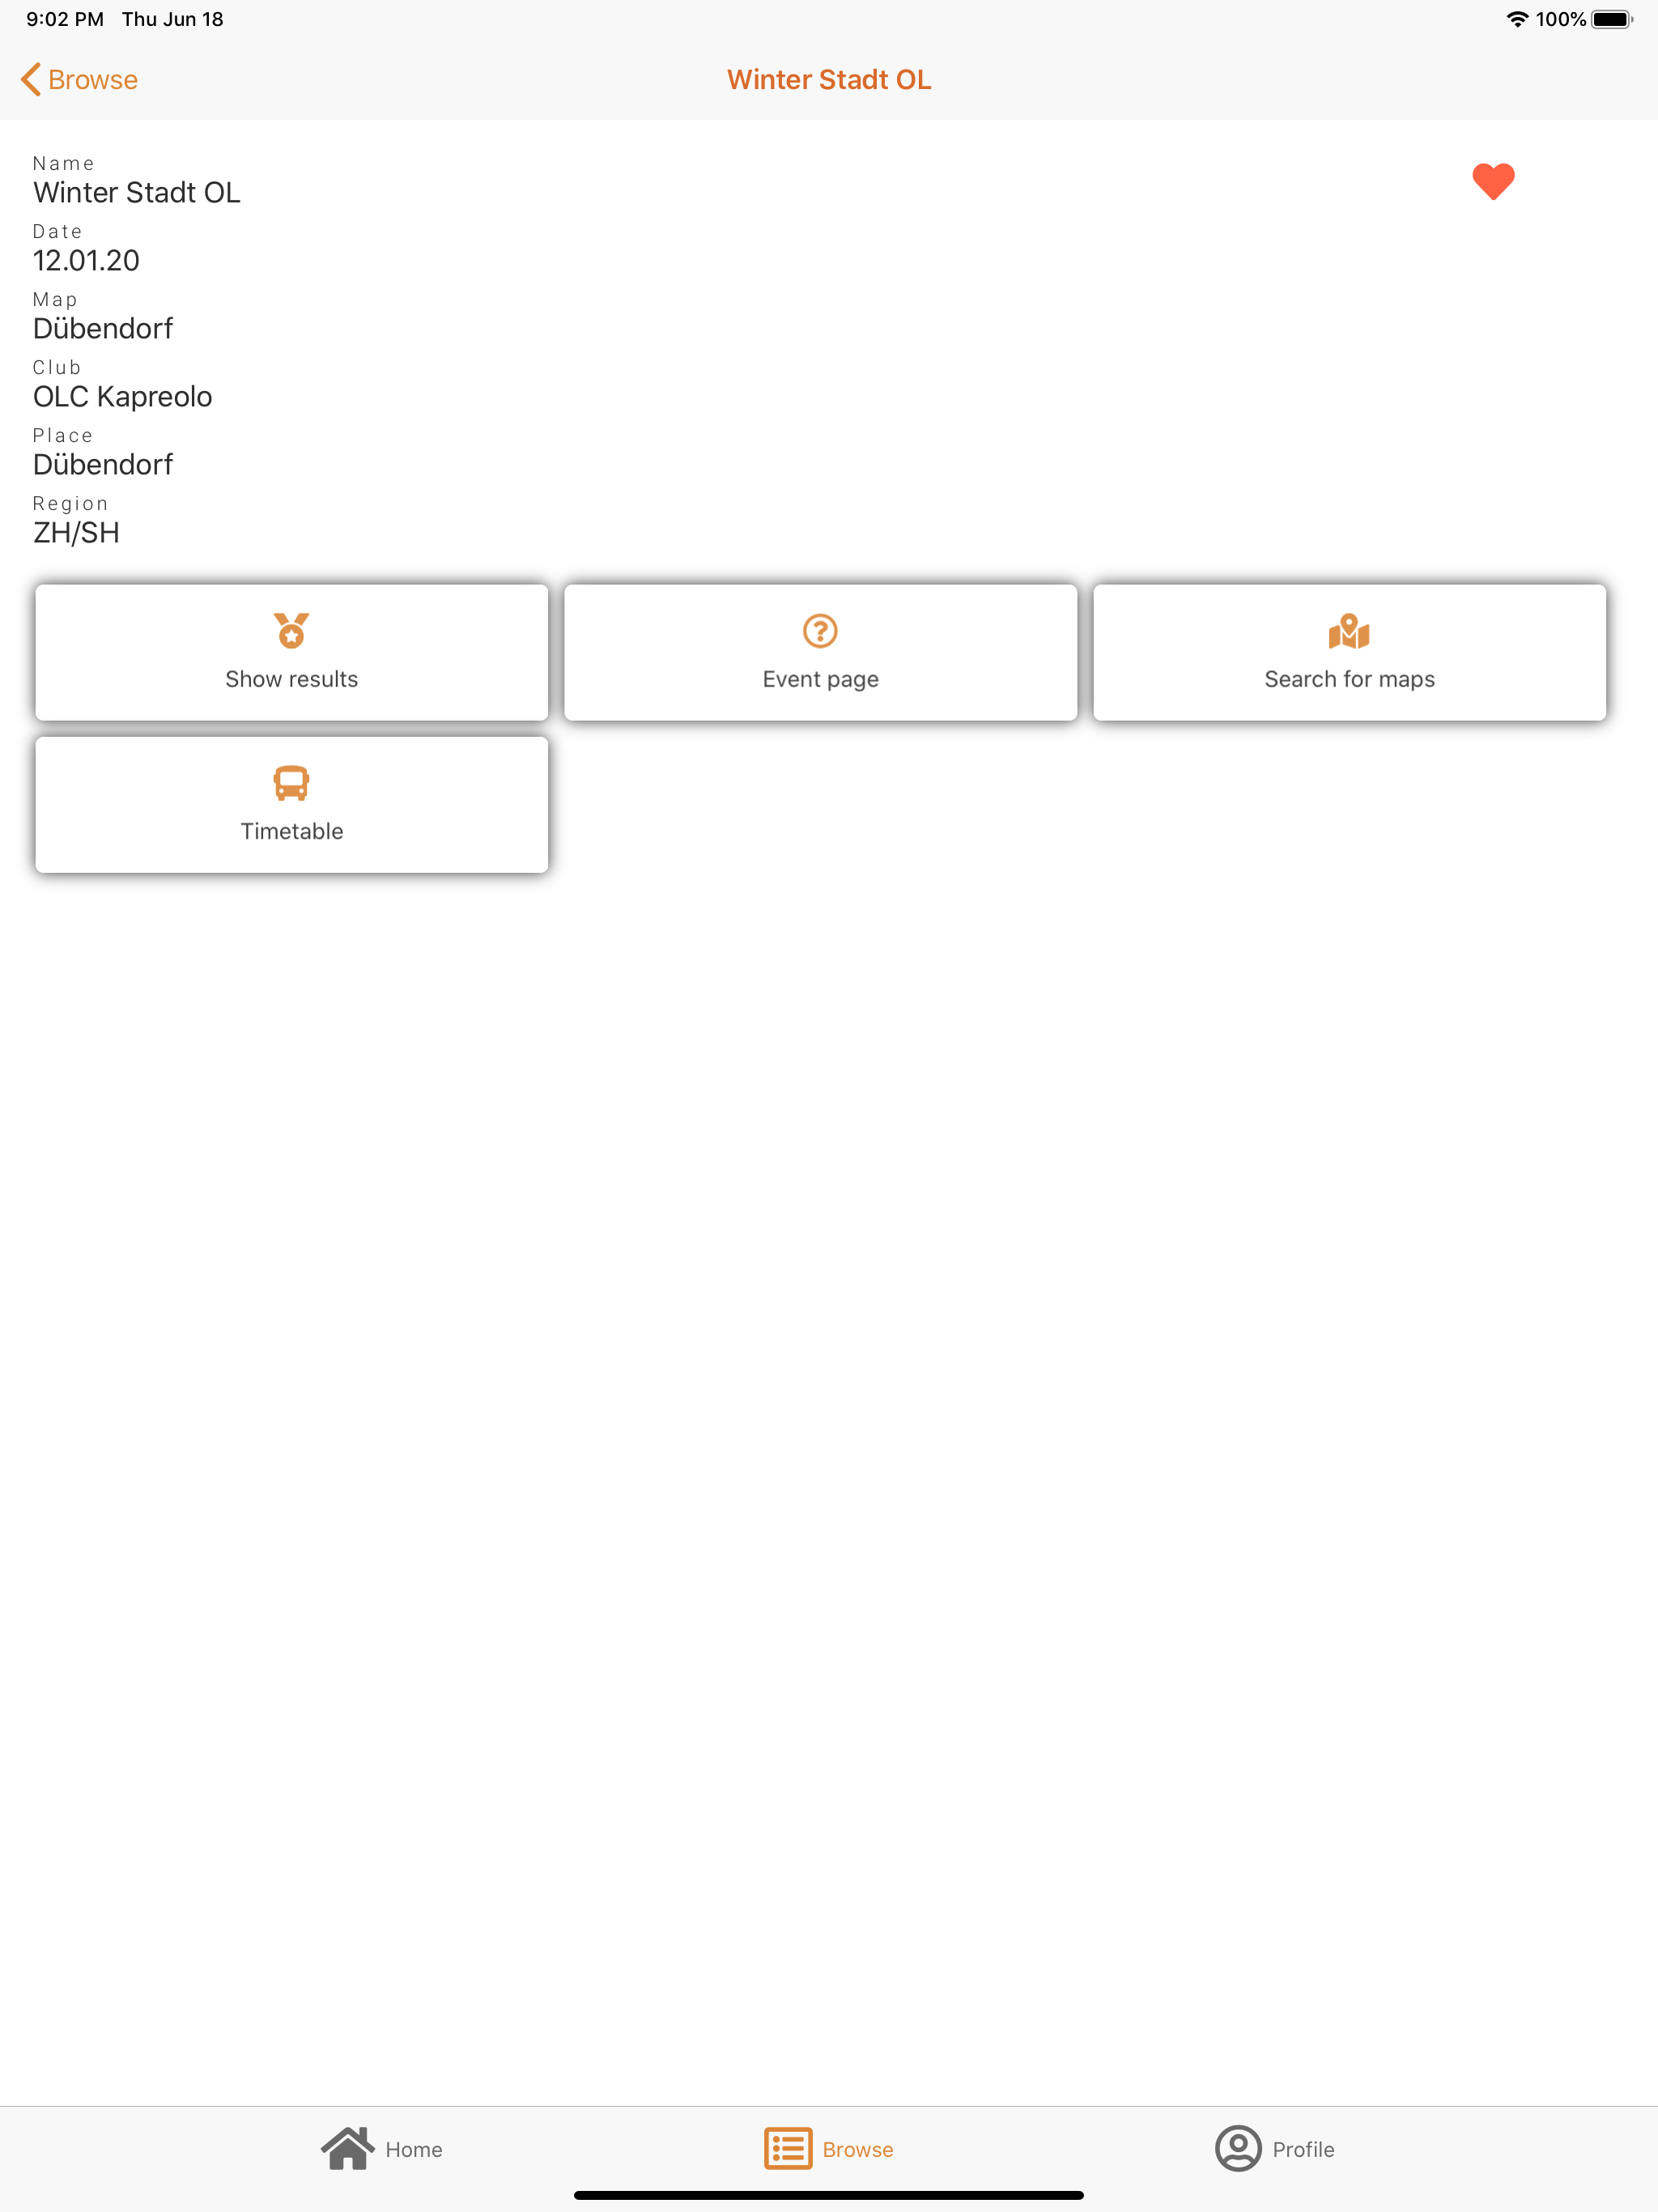 9:02 PM Thu Jun 18 100%
Browse Winter Stadt OL
Name
Winter Stadt OL
Date
12.01.20
Map
Dübendorf
Club
OLC Kapreolo
Place
Dübendorf
Region
ZH/SH
Show results Event page Search for maps
Timetable
Home Browse Profile